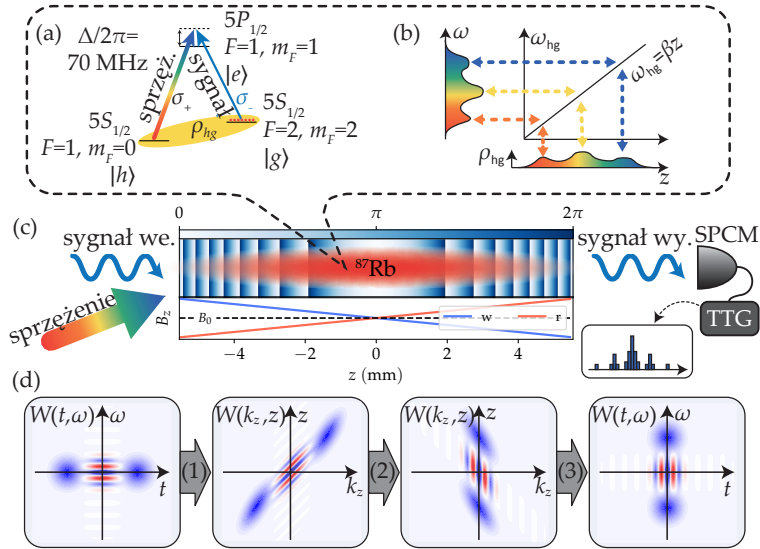 (a)
Δ/2π=
70 MHz
5P1/2
F=1, mF=1
|e⟩
sprzęż.
sygnał
σ+
σ-
5S1/2
F=2, mF=2
|g⟩
ρhg
5S1/2
F=1, mF=0
|h⟩
(b)
ω
ωhg
ωhg=βz
ρhg
z
(c)
0
π
2π
sygnał we.
87Rb
sygnał wy.
SPCM
TTG
sprzężenie
Bz
B0
w
r
−4
−2
0
2
4
z (mm)
(d)
W(t,ω)
ω
t
(1)
W(kz,z)
z
kz
(2)
W(kz,z)
z
kz
(3)
W(t,ω)
ω
t